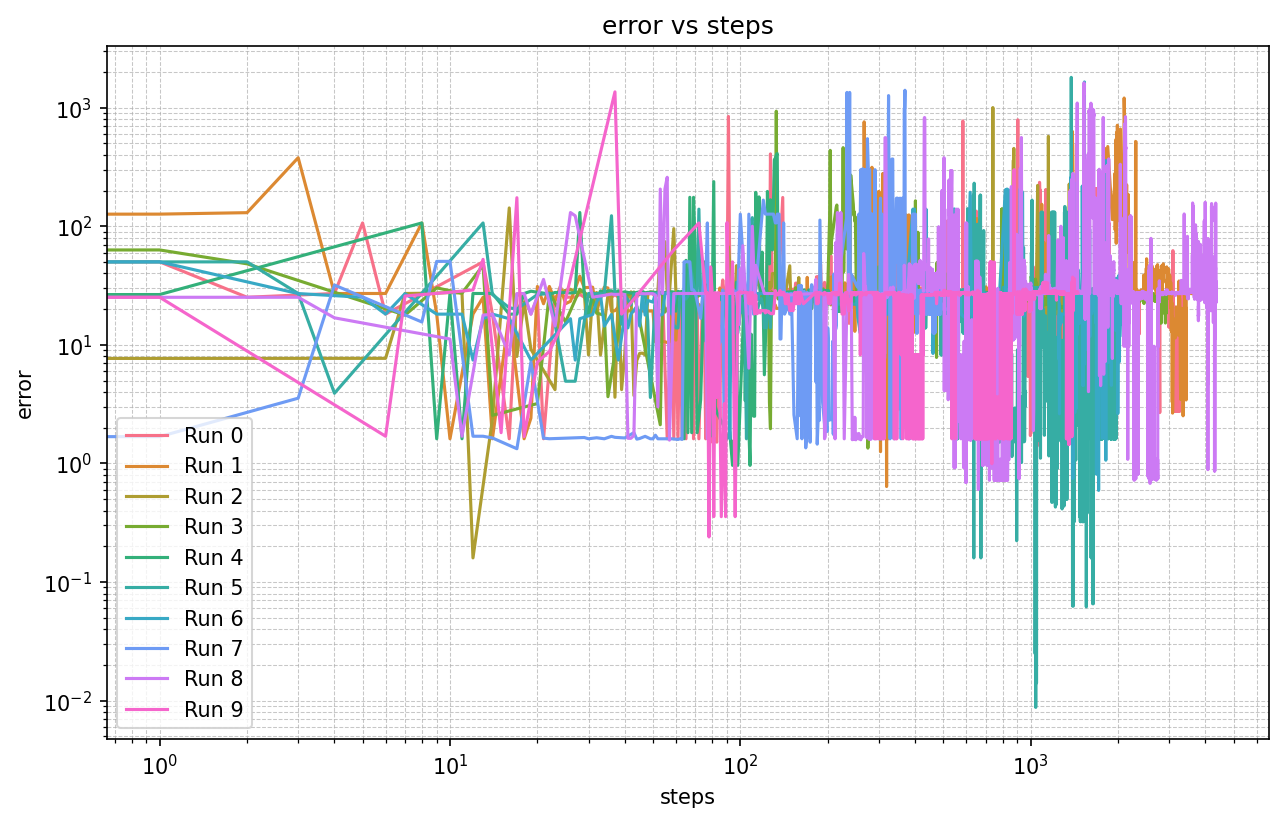 error vs steps
error
10³
10²
10¹
10⁰
10⁻¹
10⁻²
Run 0
Run 1
Run 2
Run 3
Run 4
Run 5
Run 6
Run 7
Run 8
Run 9
10⁰ 10¹ 10² 10³
steps